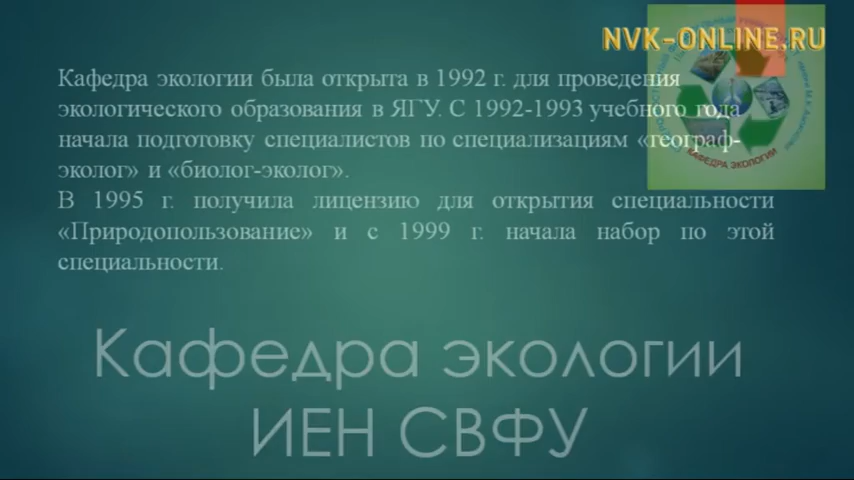 NVK-ONLINE.RU
Кафедра экологии была открыта в 1992 г. для проведения
экологического образования в ЯГУ. С 1992-1993 учебного года
начала подготовку специалистов по специализациям «географ-
эколог» и «биолог-эколог».
В 1995 г. получила лицензию для открытия специальности
«Природопользование» и с 1999 г. начала набор по этой
специальности.
КАФЕДРА ЭКОЛОГИИ
Кафедра экологии
ИЕН СВФУ